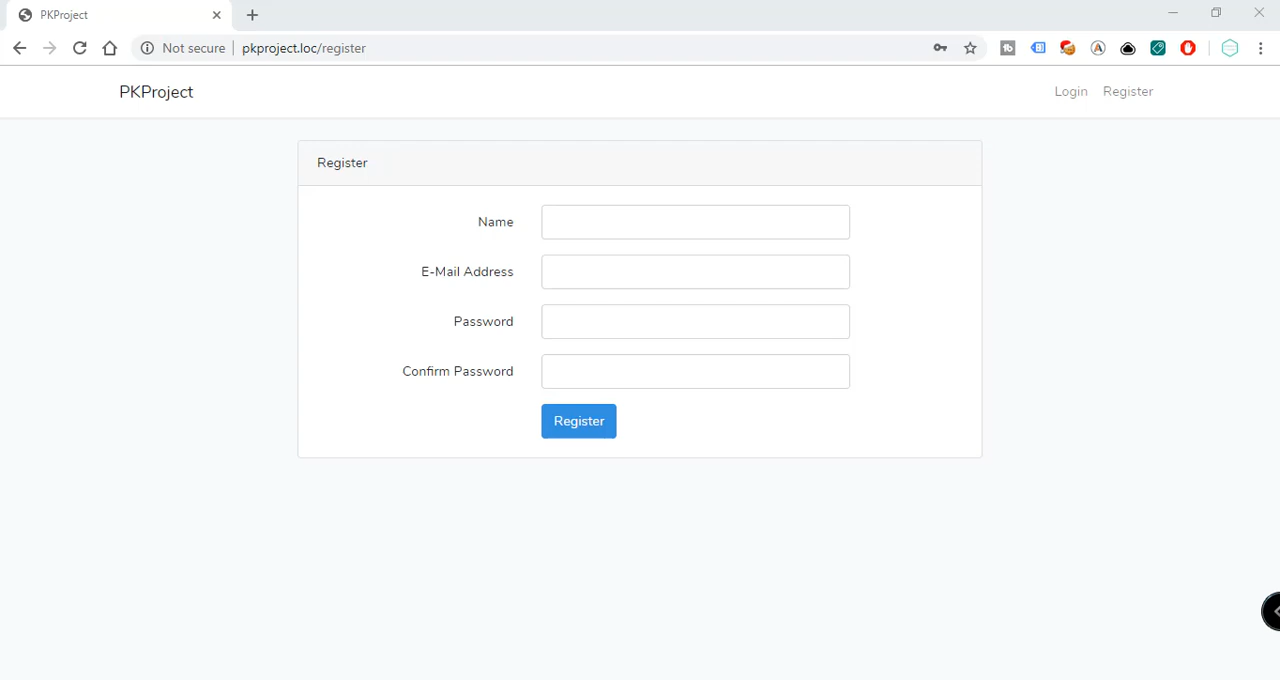 PKProject
Not secure pkproject.loc/register
PKProject Login Register
Register
Name
E-Mail Address
Password
Confirm Password
Register